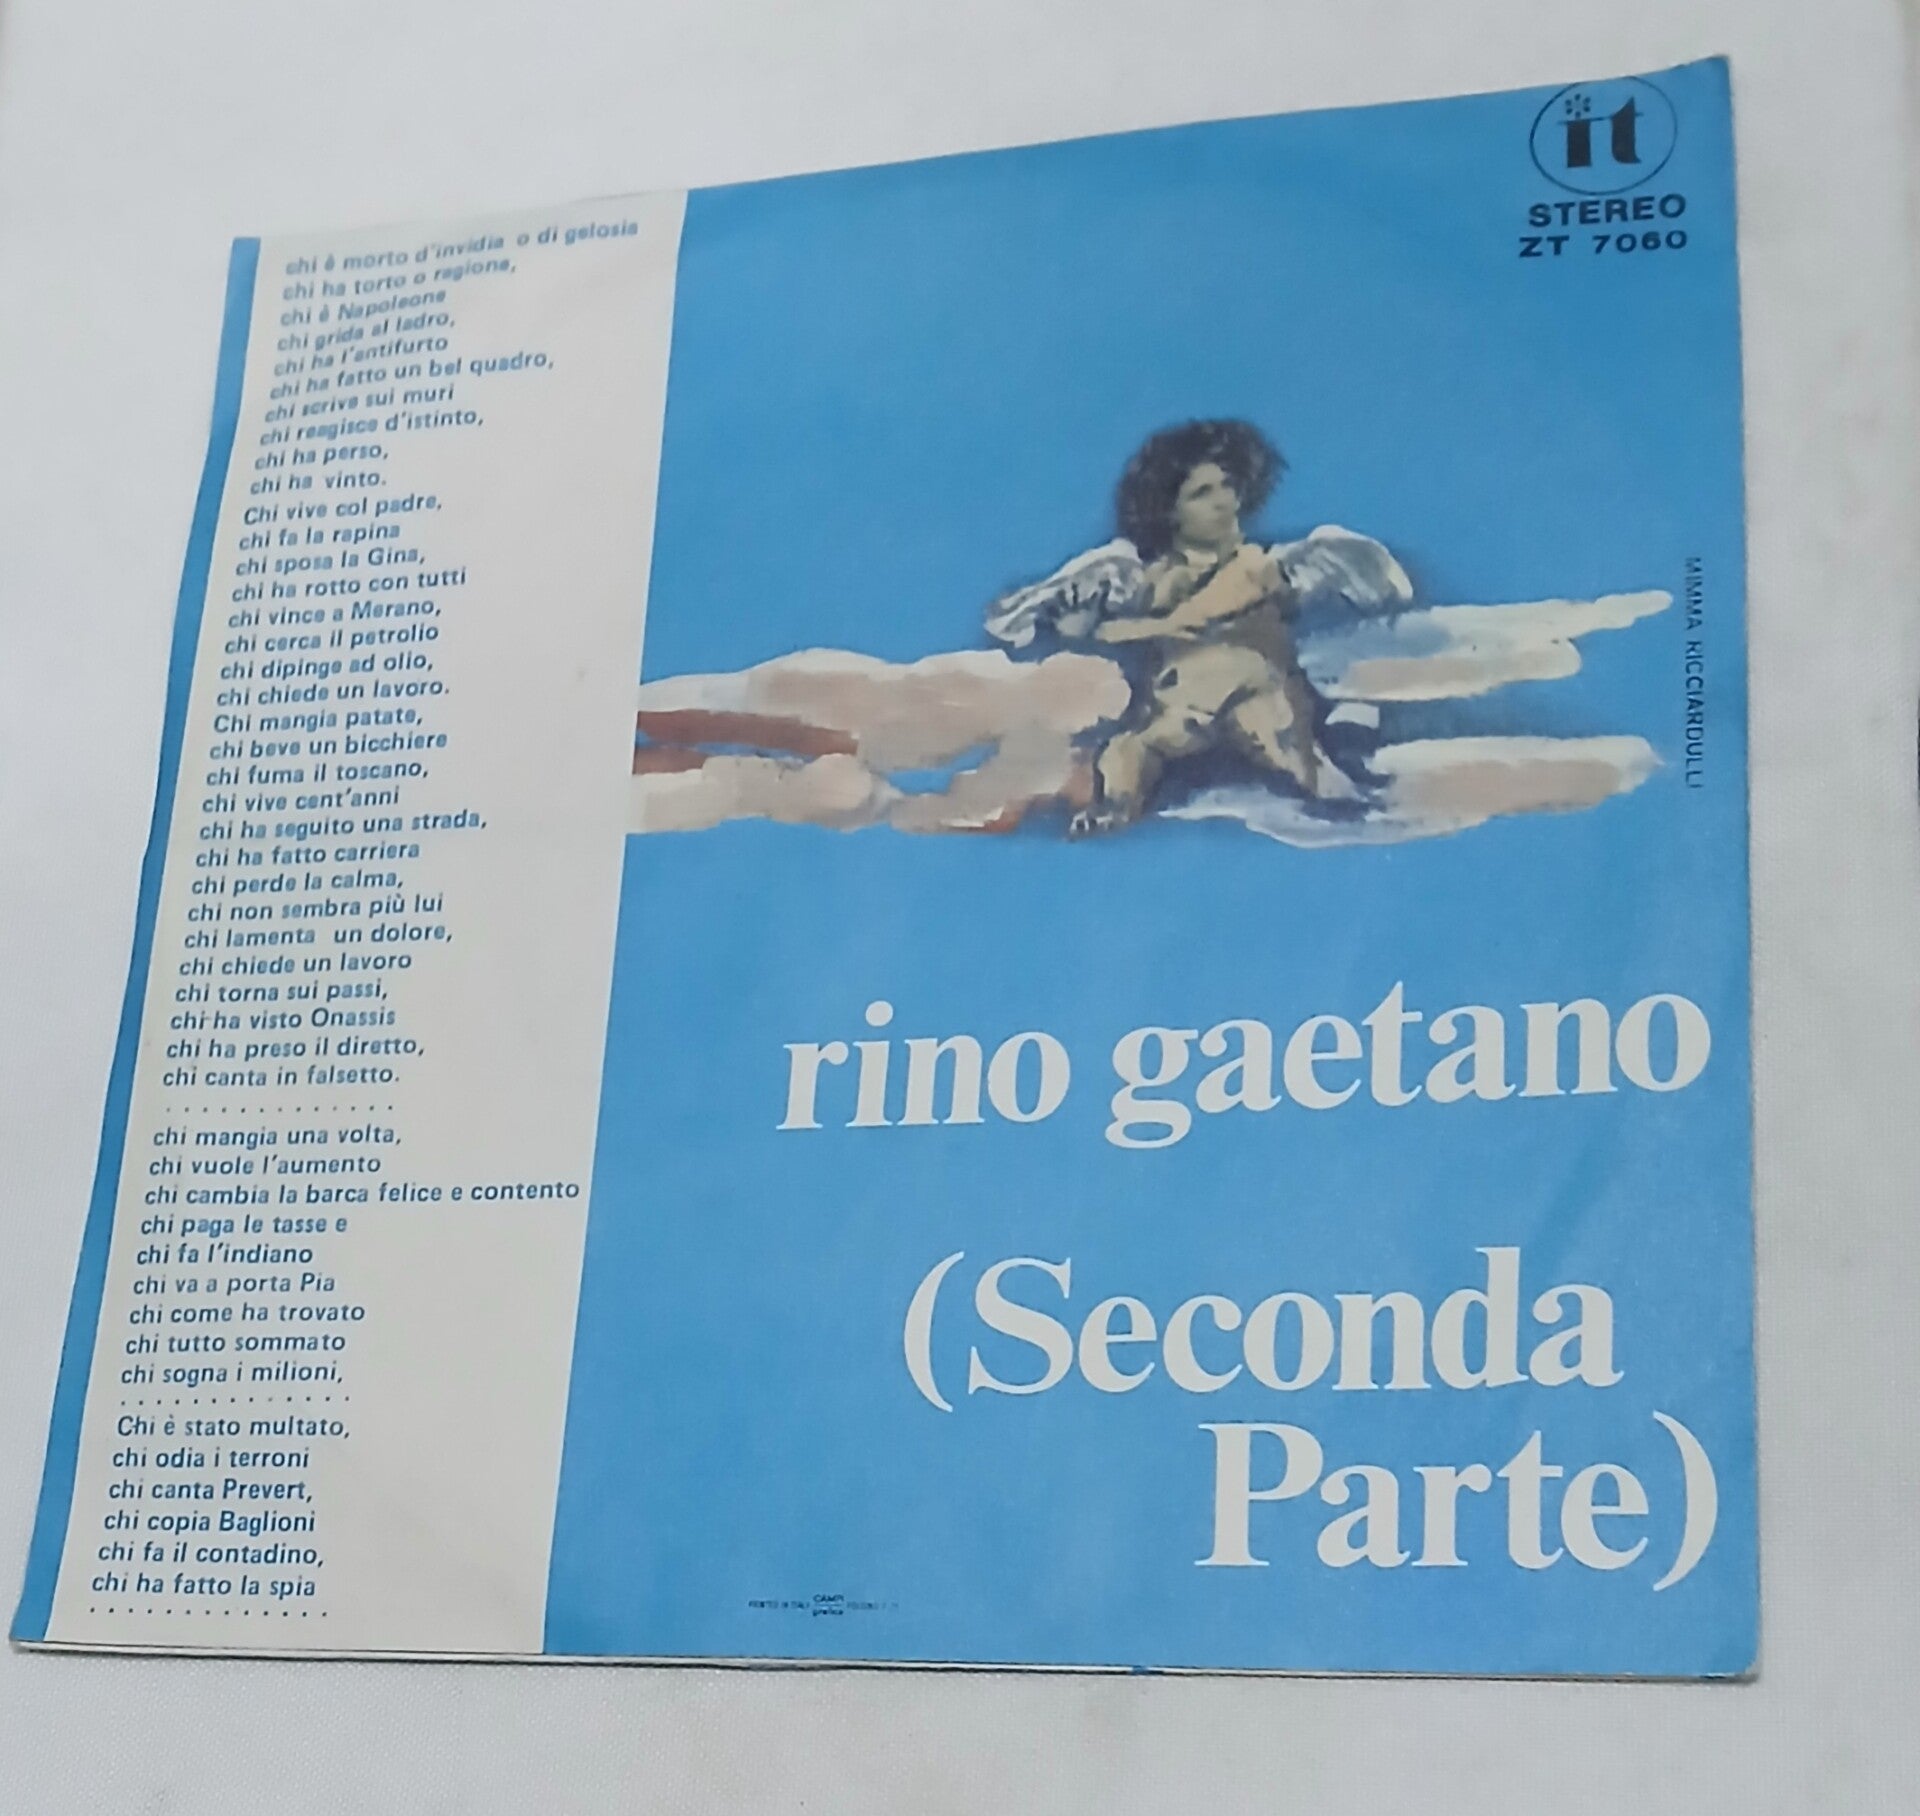 chi è morto d'invidia o di gelosia
chi ha torto o ragione,
chi è Napoleone
chi grida al ladro,
chi ha l'antifurto
chi ha fatto un bel quadro,
chi scrive sui muri
chi reagisce d'istinto,
chi ha perso,
chi ha vinto.
Chi vive col padre,
chi fa la rapina
chi sposa la Gina,
chi ha rotto con tutti
chi vince a Merano,
chi cerca il petrolio
chi dipinge ad olio,
chi chiede un lavoro.
Chi mangia patate,
chi beve un bicchiere
chi fuma il toscano,
chi vive cent'anni
chi ha seguito una strada,
chi ha fatto carriera
chi perde la calma,
chi non sembra più lui
chi lamenta un dolore,
chi chiede un lavoro
chi torna sui passi,
chi ha visto Onassis
chi ha preso il diretto,
chi canta in falsetto.
. . . . . . . . . . . . .
chi mangia una volta,
chi vuole l'aumento
chi cambia la barca felice e contento
chi paga le tasse e
chi fa l'indiano
chi va a porta Pia
chi come ha trovato
chi tutto sommato
chi sogna i milioni,
. . . . . . . . . . . . .
Chi è stato multato,
chi odia i terroni
chi canta Prevert,
chi copia Baglioni
chi fa il contadino,
chi ha fatto la spia
. . . . . . . . . . . . .
it
STEREO
ZT 7060
MIMMA RICCIARDULLI
rino gaetano
(Seconda
Parte)
PRINTED IN ITALY
CAMPI
grafica